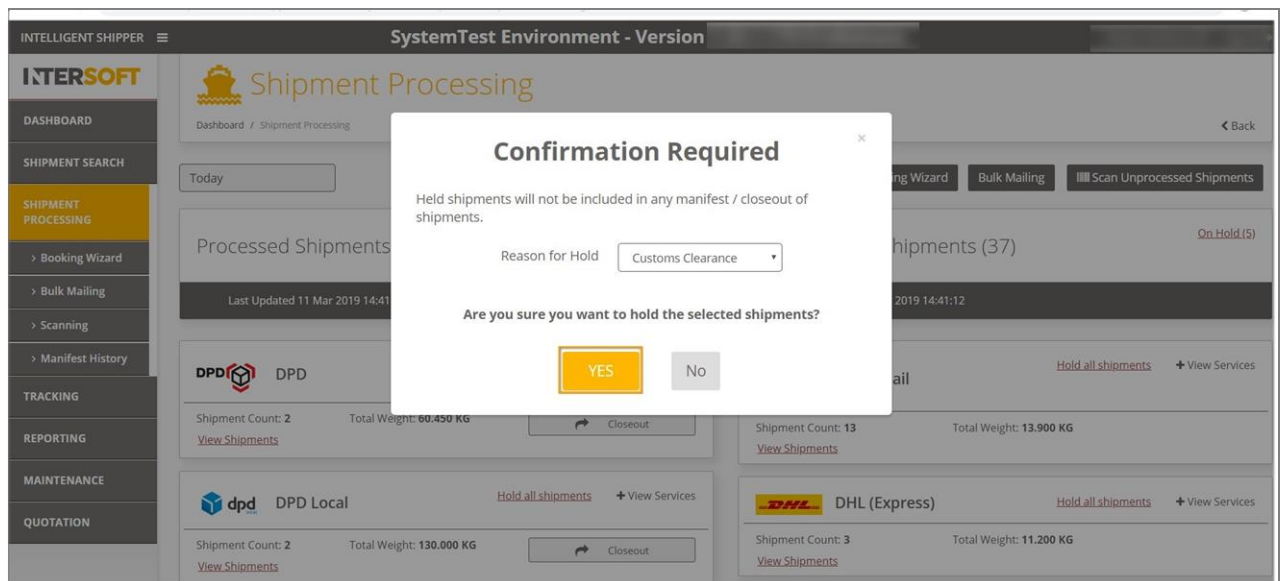 INTELLIGENT SHIPPER
SystemTest Environment - Version
INTERSOFT
Shipment Processing
DASHBOARD
Dashboard / Shipment Processing
Back
SHIPMENT SEARCH
Today
Wizard
Bulk Mailing
Scan Unprocessed Shipments
SHIPMENT
PROCESSING
> Booking Wizard
> Bulk Mailing
> Scanning
> Manifest History
TRACKING
REPORTING
MAINTENANCE
QUOTATION
Confirmation Required
×
Held shipments will not be included in any manifest / closeout of
shipments.
Reason for Hold
Customs Clearance
Are you sure you want to hold the selected shipments?
YES
No
Processed Shipments
Last Updated 11 Mar 2019 14:41
(37)
On Hold (5)
2019 14:41:12
DPD
DPD
Shipment Count: 2
Total Weight: 60.450 KG
Closeout
View Shipments
Hold all shipments
+ View Services
Shipment Count: 13
Total Weight: 13.900 KG
View Shipments
dpd
DPD Local
Hold all shipments
+ View Services
Shipment Count: 2
Total Weight: 130.000 KG
Closeout
View Shipments
DHL
DHL (Express)
Hold all shipments
+ View Services
Shipment Count: 3
Total Weight: 11.200 KG
View Shipments